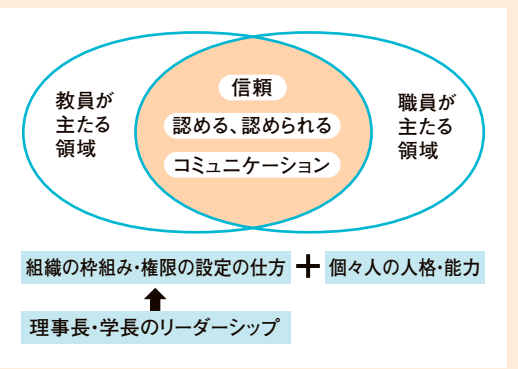 教員が
主たる
領域
信頼
認める、認められる
コミュニケーション
職員が
主たる
領域
組織の枠組み・権限の設定の仕方 + 個々人の人格・能力
理事長・学長のリーダーシップ